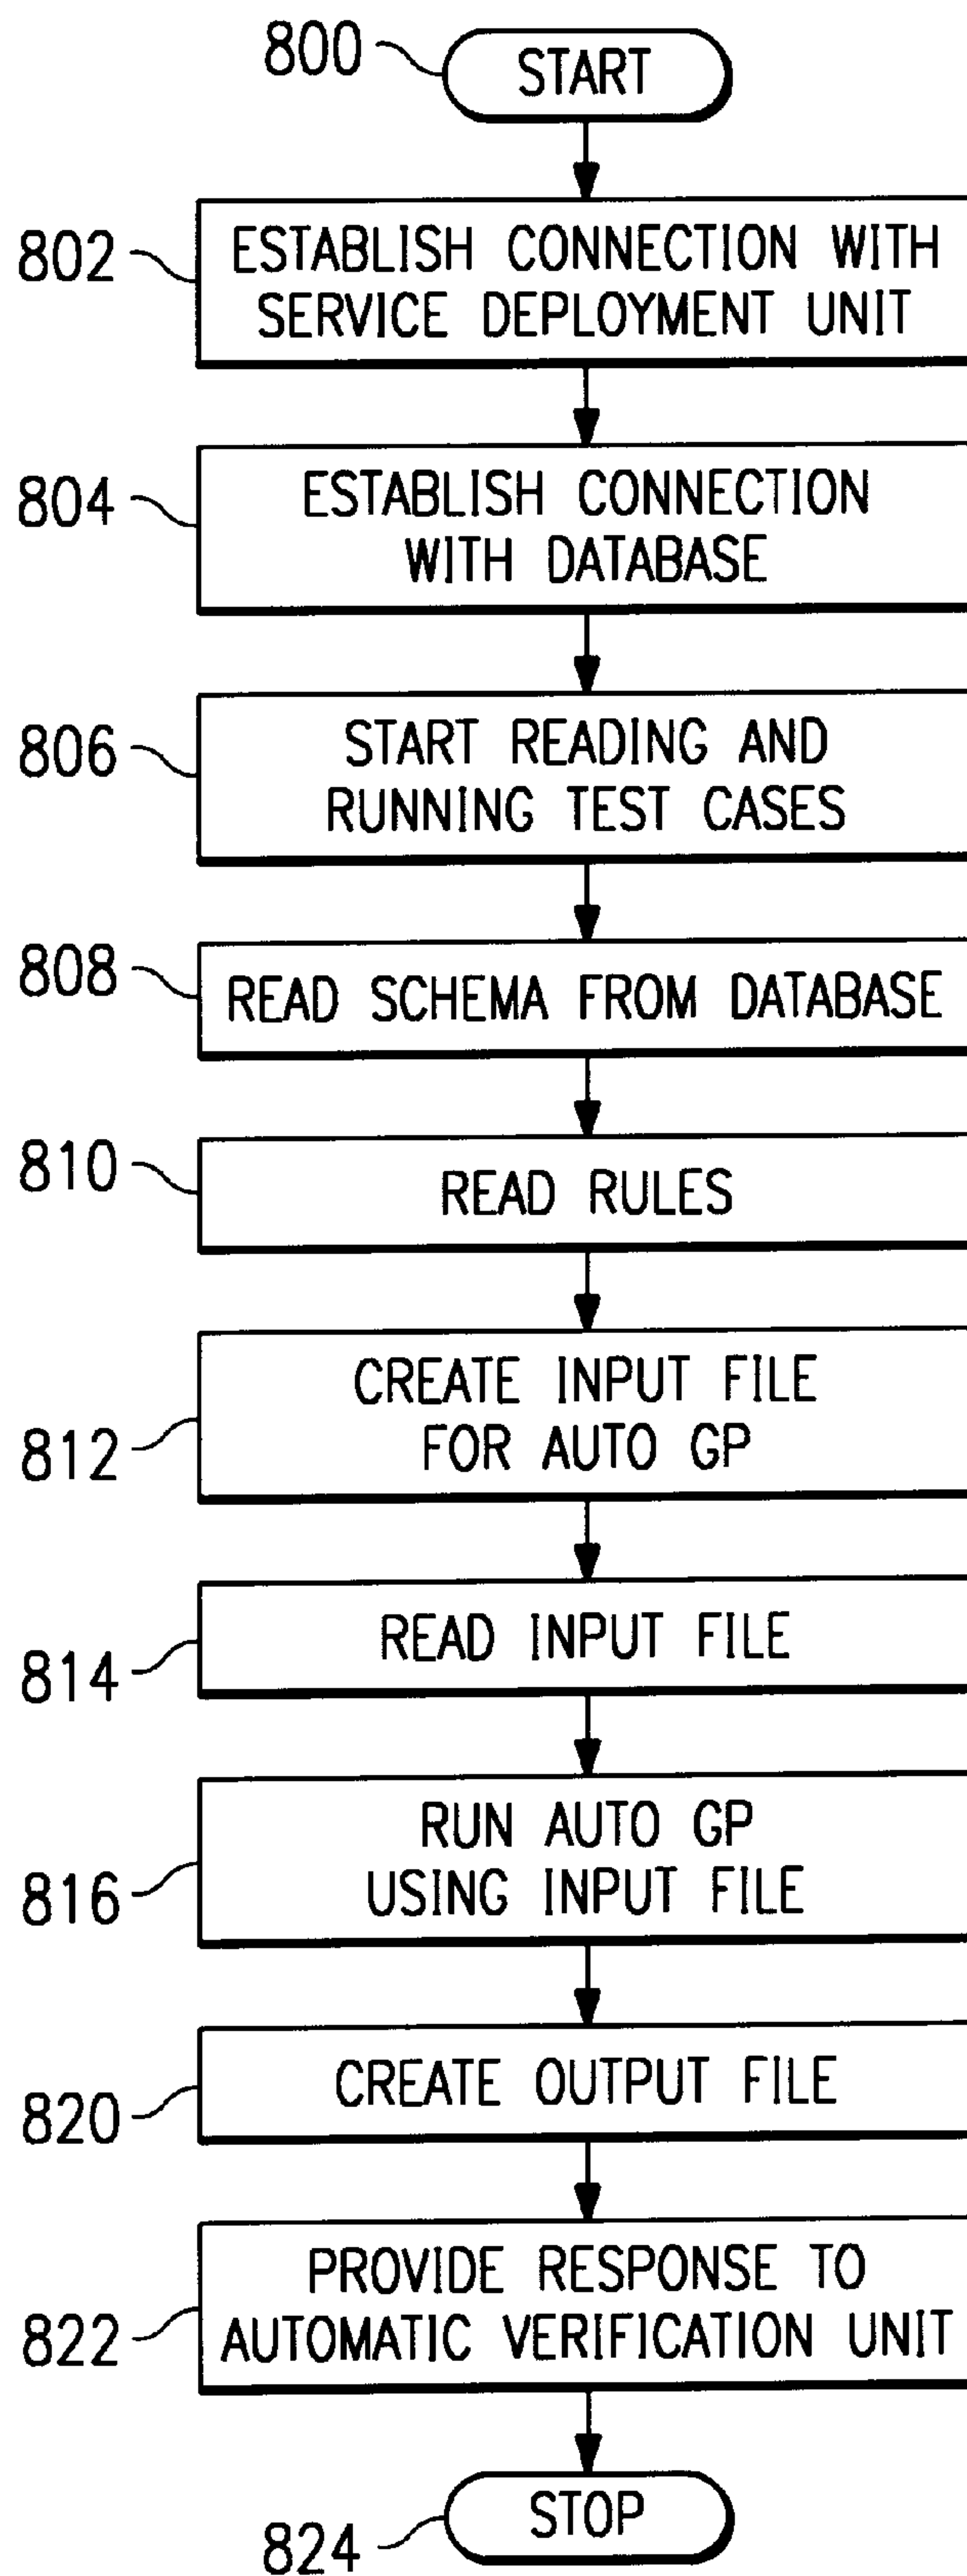 800
START
802
ESTABLISH CONNECTION WITH
SERVICE DEPLOYMENT UNIT
804
ESTABLISH CONNECTION
WITH DATABASE
806
START READING AND
RUNNING TEST CASES
808
READ SCHEMA FROM DATABASE
810
READ RULES
812
CREATE INPUT FILE
FOR AUTO GP
814
READ INPUT FILE
816
RUN AUTO GP
USING INPUT FILE
820
CREATE OUTPUT FILE
822
PROVIDE RESPONSE TO
AUTOMATIC VERIFICATION UNIT
824
STOP